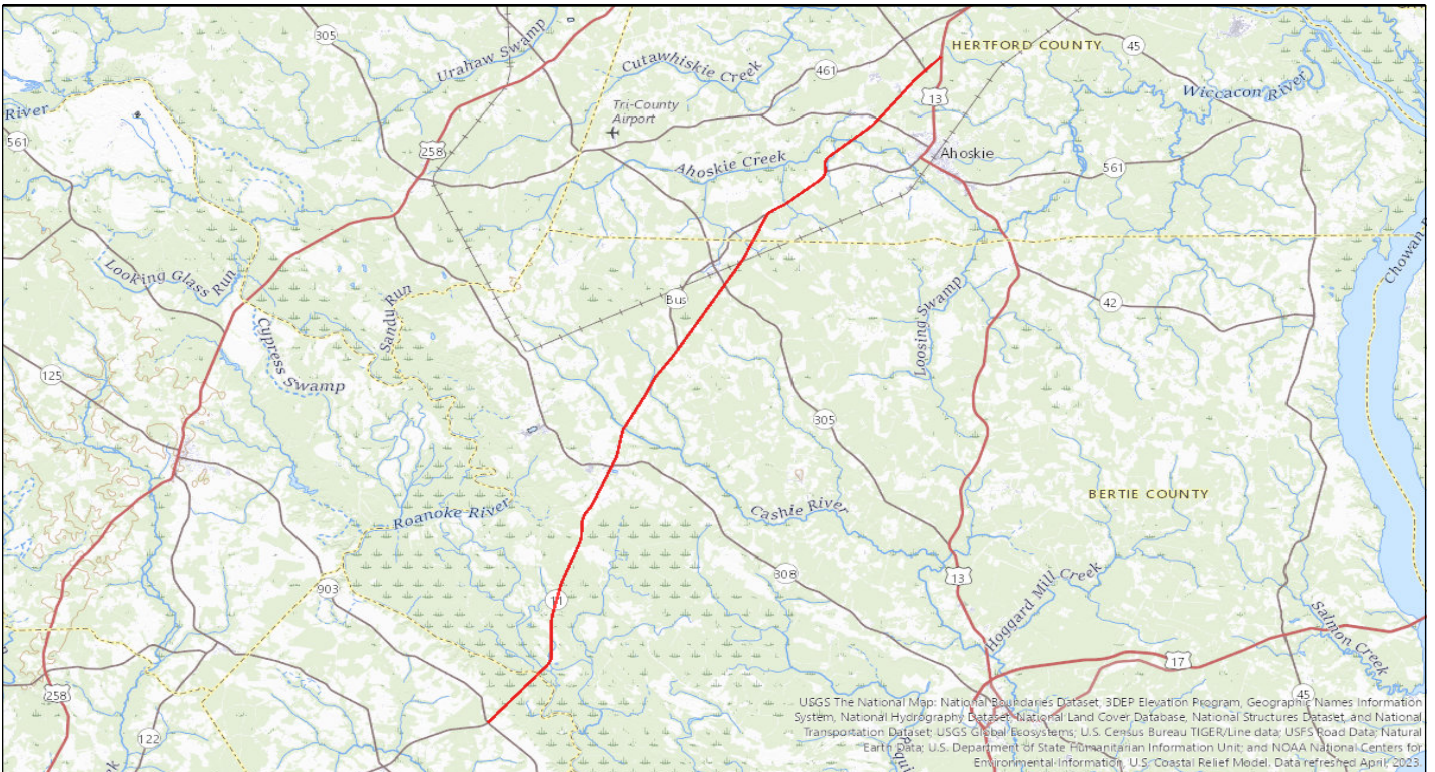 305
Urahaw Swamp
Cutawhiskie Creek
461
HERTFORD COUNTY
45
13
Wiccacon River
River
561
Tri-County
Airport
258
Ahoskie Creek
Ahoskie
561
Looking Glass Run
Sandy Run
Cypress Swamp
Bus
Loosing Swamp
42
Chowan
125
305
BERTIE COUNTY
Roanoke River
Cashie River
903
11
308
13
Hoggard Mill Creek
Salmon Creek
17
258
45
122
USGS The National Map: National Boundaries Dataset, 3DEP Elevation Program, Geographic Names Information
System, National Hydrography Dataset, National Land Cover Database, National Structures Dataset, and National
Transportation Dataset; USGS Global Ecosystems; U.S. Census Bureau TIGER/Line data; USFS Road Data; Natural
Earth Data; U.S. Department of State Humanitarian Information Unit; and NOAA National Centers for
Environmental Information, U.S. Coastal Relief Model. Data refreshed April, 2023.